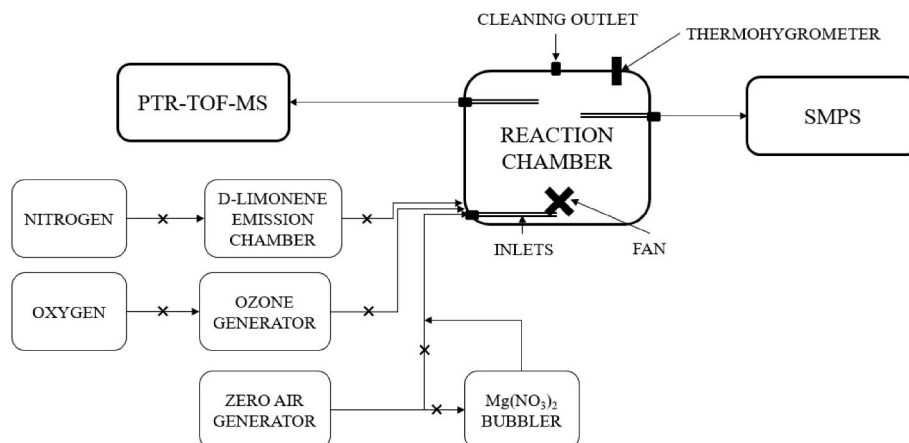 CLEANING OUTLET
THERMOHYGROMETER
PTR-TOF-MS
REACTION
CHAMBER
SMPS
NITROGEN
D-LIMONENE
EMISSION
CHAMBER
INLETS
FAN
OXYGEN
OZONE
GENERATOR
ZERO AIR
GENERATOR
Mg(NO₃)₂
BUBBLER